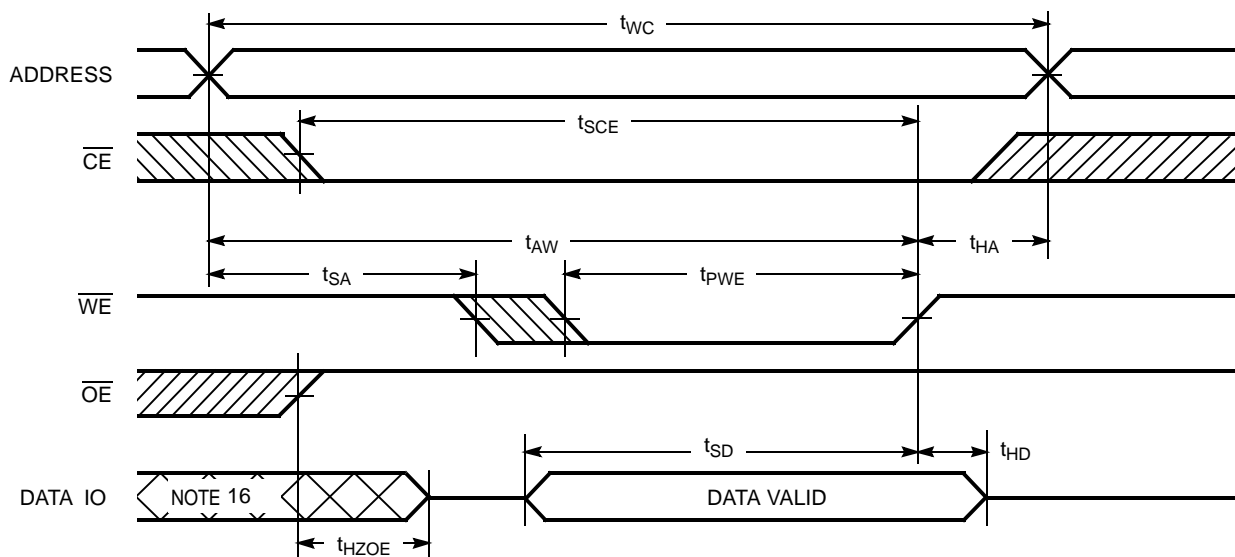 tWC
ADDRESS
tSCE
CE
tAW
tHA
tSA
tPWE
WE
OE
tSD
tHD
DATA IO
NOTE 16
DATA VALID
tHZOE